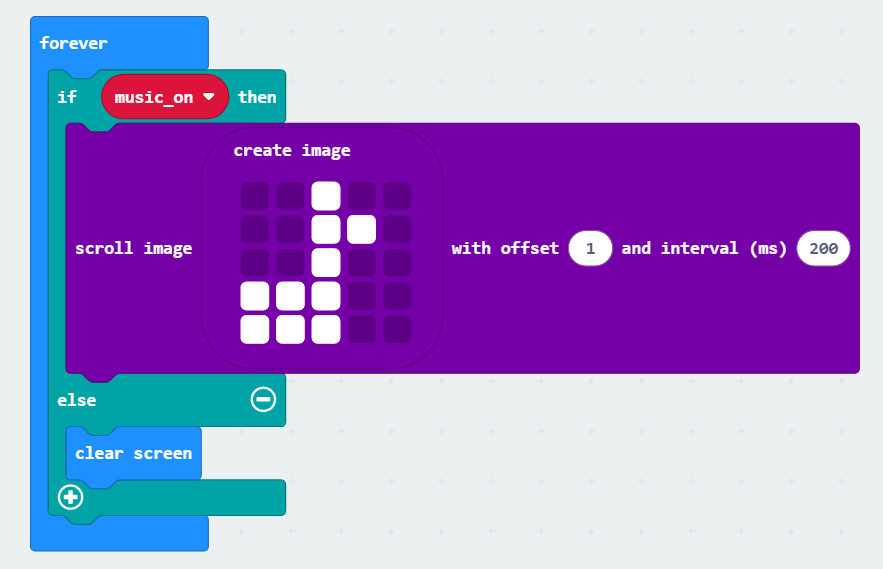 forever
if music_on then
create image
scroll image with offset 1 and interval (ms) 200
else
clear screen